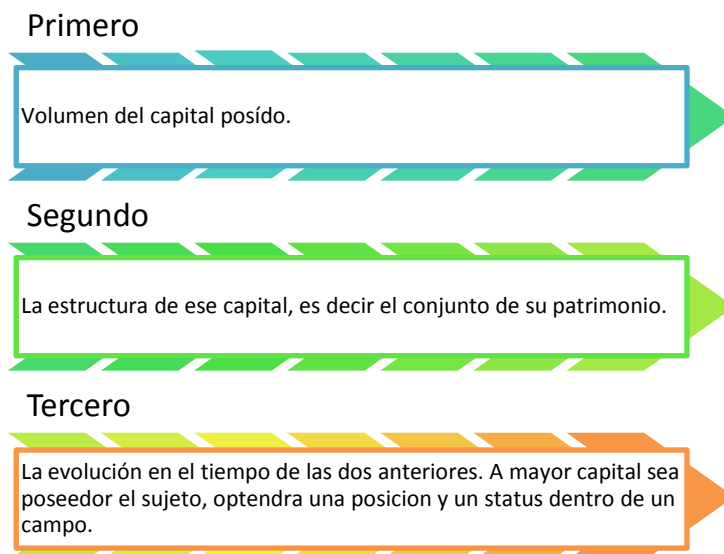 Primero
Volumen del capital posído.
Segundo
La estructura de ese capital, es decir el conjunto de su patrimonio.
Tercero
La evolución en el tiempo de las dos anteriores. A mayor capital sea
poseedor el sujeto, optendra una posicion y un status dentro de un
campo.